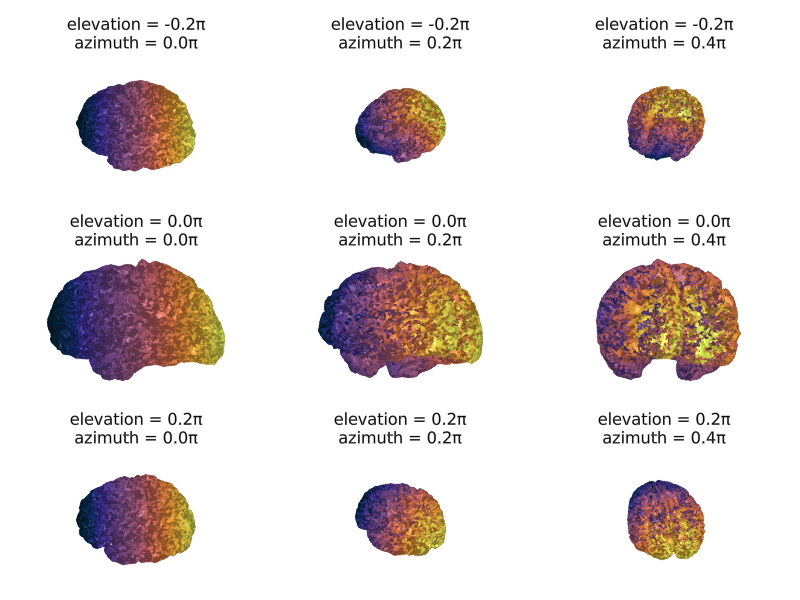 elevation = -0.2π
azimuth = 0.0π
elevation = -0.2π
azimuth = 0.2π
elevation = -0.2π
azimuth = 0.4π
elevation = 0.0π
azimuth = 0.0π
elevation = 0.0π
azimuth = 0.2π
elevation = 0.0π
azimuth = 0.4π
elevation = 0.2π
azimuth = 0.0π
elevation = 0.2π
azimuth = 0.2π
elevation = 0.2π
azimuth = 0.4π